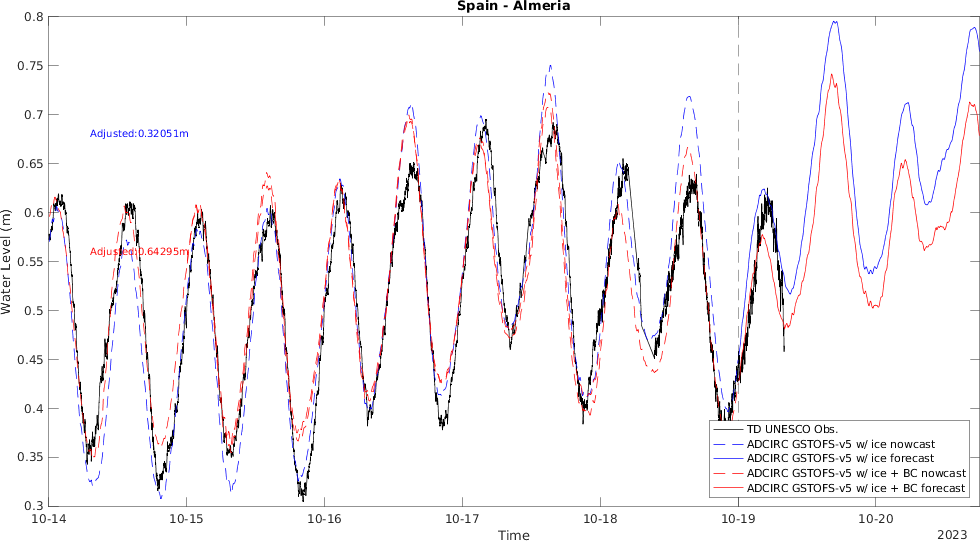 Spain - Almeria
0.8
0.75
0.7
0.65
0.6
0.55
0.5
0.45
0.4
0.35
0.3
Water Level (m)
Adjusted:0.32051m
Adjusted:0.64295m
TD UNESCO Obs.
ADCIRC GSTOFS-v5 w/ ice nowcast
ADCIRC GSTOFS-v5 w/ ice forecast
ADCIRC GSTOFS-v5 w/ ice + BC nowcast
ADCIRC GSTOFS-v5 w/ ice + BC forecast
10-14 10-15 10-16 10-17 10-18 10-19 10-20
Time
2023